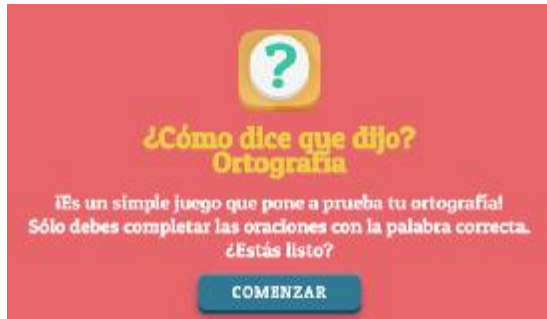 ?
¿Cómo dice que dijo?
Ortografía
¡Es un simple juego que pone a prueba tu ortografía!
Sólo debes completar las oraciones con la palabra correcta.
¿Estás listo?
COMENZAR